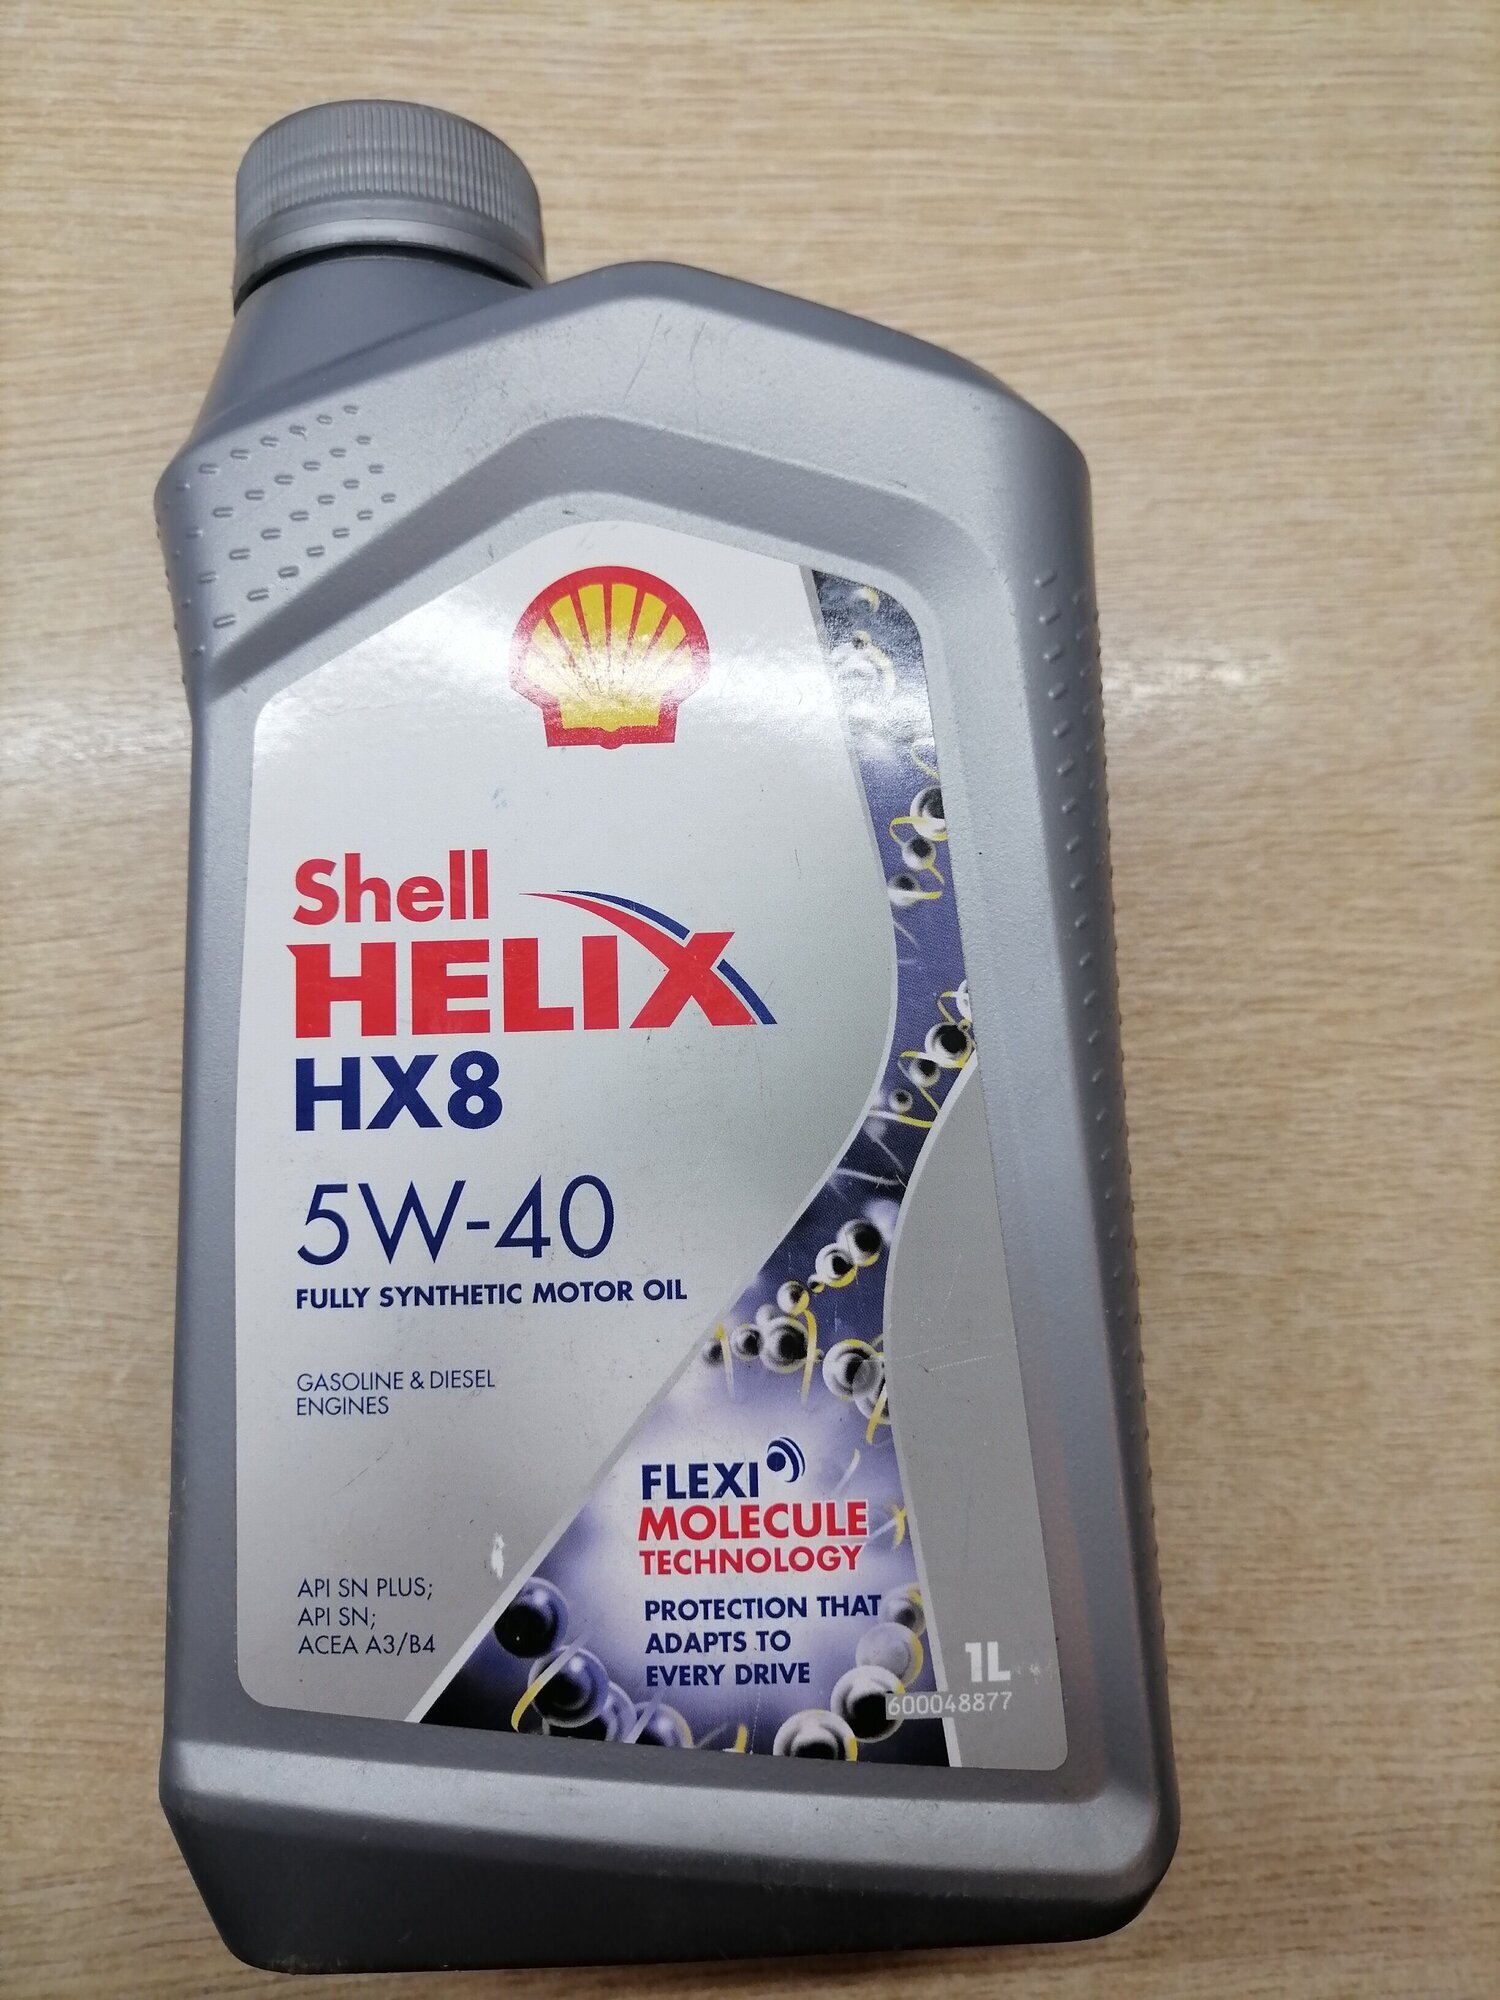 Shell
HELIX
HX8
5W-40
FULLY SYNTHETIC MOTOR OIL
GASOLINE & DIESEL
ENGINES
API SN PLUS;
API SN;
ACEA A3/B4
FLEXI
MOLECULE
TECHNOLOGY
PROTECTION THAT
ADAPTS TO
EVERY DRIVE
1L
600048877